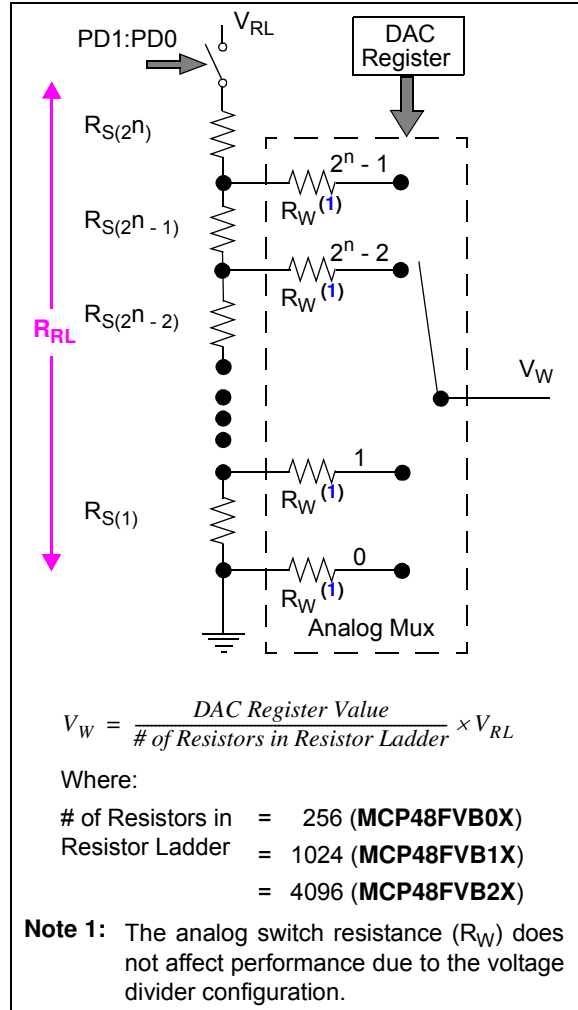 PD1:PD0
V_RL
DAC
Register
R_S(2^n)
2^n - 1
R_W (1)
R_S(2^n - 1)
2^n - 2
R_W (1)
R_S(2^n - 2)
R_RL
V_W
1
R_W (1)
R_S(1)
0
R_W (1)
Analog Mux
V_W = DAC Register Value / # of Resistors in Resistor Ladder × V_RL
Where:
# of Resistors in = 256 (MCP48FVB0X)
Resistor Ladder = 1024 (MCP48FVB1X)
= 4096 (MCP48FVB2X)
Note 1: The analog switch resistance (R_W) does
not affect performance due to the voltage
divider configuration.